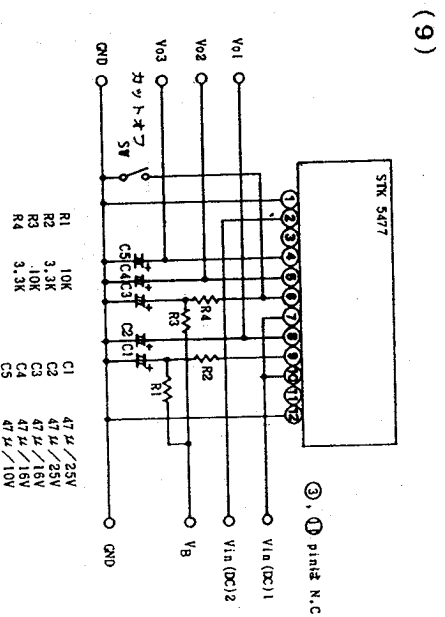 (9)
STK 5477
③, ⑪ pinは N.C
① ② ③ ④ ⑤ ⑥ ⑦ ⑧ ⑨ ⑩ ⑪ ⑫
Vo1
Vo2
Vo3
GND
カットオフ
SW
C5 C4 C3
C2 C1
R4
R3
R2
R1
Vin(DC)1
Vin(DC)2
VB
GND
R1 10K
R2 3.3K
R3 10K
R4 3.3K
C1 47μ/25V
C2 47μ/25V
C3 47μ/16V
C4 47μ/16V
C5 47μ/10V